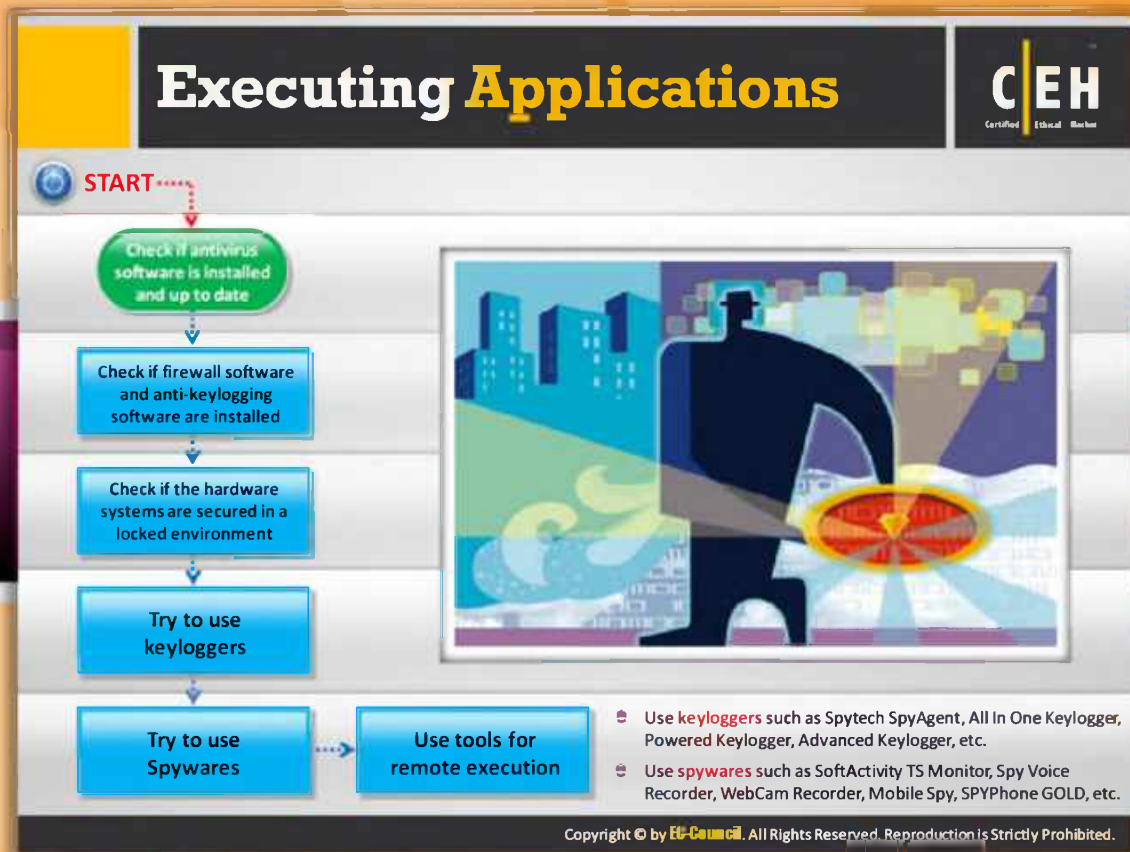 Executing Applications
C EH
Certified Ethical Hacker
START
Check if antivirus
software is installed
and up to date
Check if firewall software
and anti-keylogging
software are installed
Check if the hardware
systems are secured in a
locked environment
Try to use
keyloggers
Try to use
Spywares
Use tools for
remote execution
Use keyloggers such as Spytech SpyAgent, All In One Keylogger,
Powered Keylogger, Advanced Keylogger, etc.
Use spywares such as SoftActivity TS Monitor, Spy Voice
Recorder, WebCam Recorder, Mobile Spy, SPYPhone GOLD, etc.
Copyright © by EC-Council. All Rights Reserved. Reproduction is Strictly Prohibited.